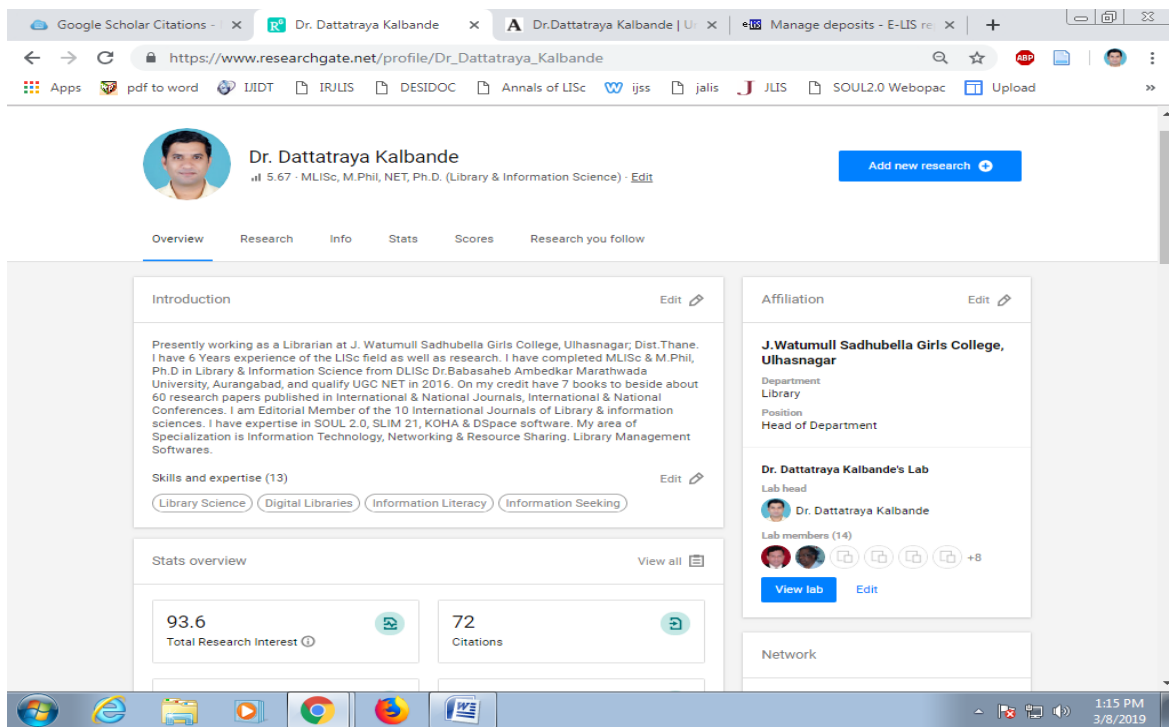 Google Scholar Citations -
Dr. Dattatraya Kalbande
Dr.Dattatraya Kalbande | U
Manage deposits - E-LIS re
https://www.researchgate.net/profile/Dr_Dattatraya_Kalbande
ABP
Apps pdf to word IJIDT IRJLIS DESIDOC Annals of LISc ijss jalis JLIS SOUL2.0 Webopac Upload »
Dr. Dattatraya Kalbande
5.67 · MLISc, M.Phil, NET, Ph.D. (Library & Information Science) · Edit
Add new research
Overview Research Info Stats Scores Research you follow
Introduction Edit
Presently working as a Librarian at J. Watumull Sadhubella Girls College, Ulhasnagar; Dist.Thane.
I have 6 Years experience of the LISc field as well as research. I have completed MLISc & M.Phil,
Ph.D in Library & Information Science from DLISc Dr.Babasaheb Ambedkar Marathwada
University, Aurangabad, and qualify UGC NET in 2016. On my credit have 7 books to beside about
60 research papers published in International & National Journals, International & National
Conferences. I am Editorial Member of the 10 International Journals of Library & information
sciences. I have expertise in SOUL 2.0, SLIM 21, KOHA & DSpace software. My area of
Specialization is Information Technology, Networking & Resource Sharing. Library Management
Softwares.
Skills and expertise (13) Edit
Library Science Digital Libraries Information Literacy Information Seeking
Stats overview View all
93.6
Total Research Interest
72
Citations
Affiliation Edit
J.Watumull Sadhubella Girls College,
Ulhasnagar
Department
Library
Position
Head of Department
Dr. Dattatraya Kalbande's Lab
Lab head
Dr. Dattatraya Kalbande
Lab members (14)
+8
View lab Edit
Network
1:15 PM
3/8/2019